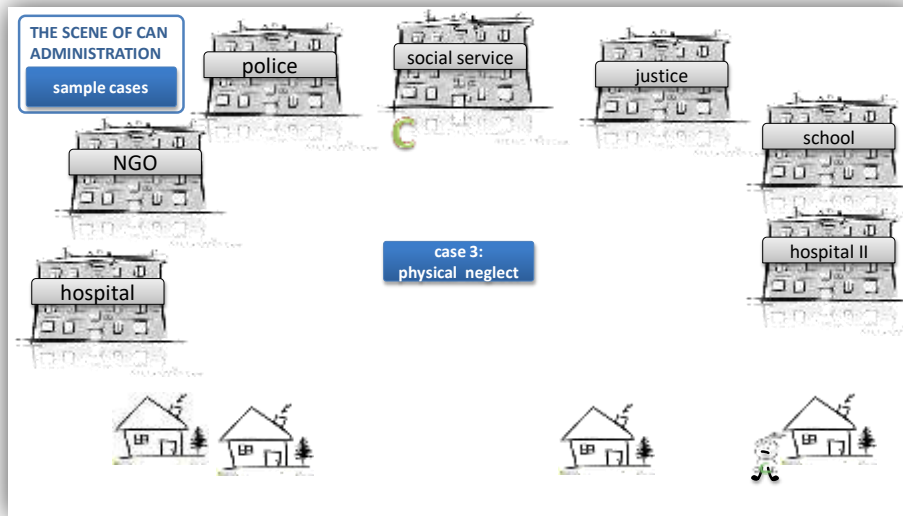 THE SCENE OF CAN
ADMINISTRATION
sample cases
police
social service
justice
NGO
school
hospital
hospital II
C
case 3:
physical neglect